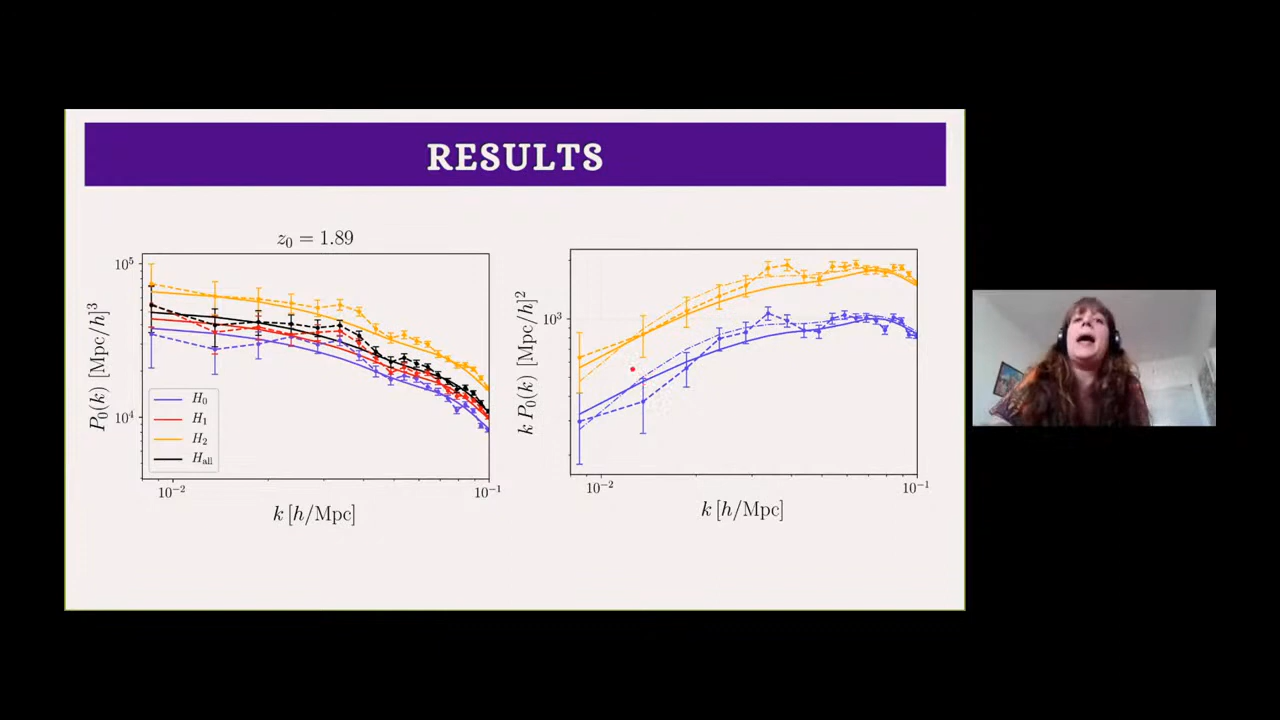 RESULTS
z₀ = 1.89
10⁵
10⁴
P₀(k) [Mpc/h]³
H₀
H₁
H₂
H_all
10⁻²
10⁻¹
k [h/Mpc]
k P₀(k) [Mpc/h]²
10³
10⁻²
10⁻¹
k [h/Mpc]